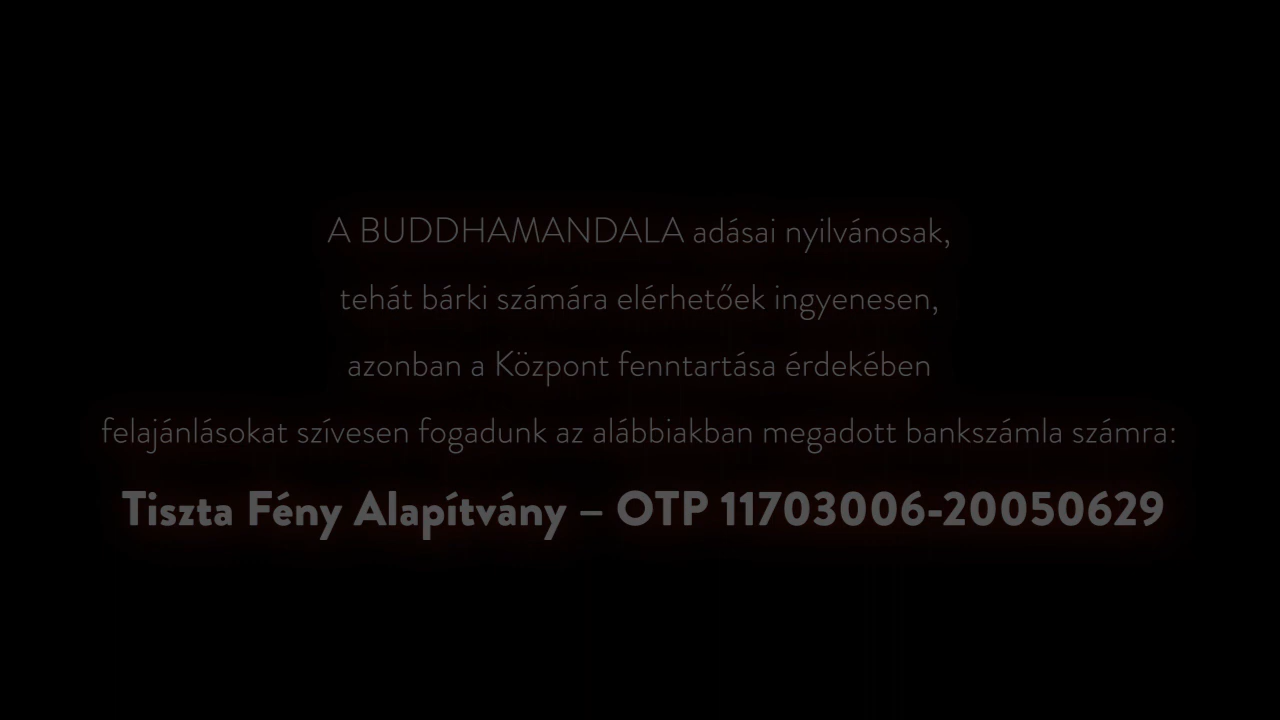 A BUDDHAMANDALA adásai nyilvánosak,
tehát bárki számára elérhetőek ingyenesen,
azonban a Központ fenntartása érdekében
felajánlásokat szívesen fogadunk az alábbiakban megadott bankszámla számra:
Tiszta Fény Alapítvány – OTP 11703006-20050629